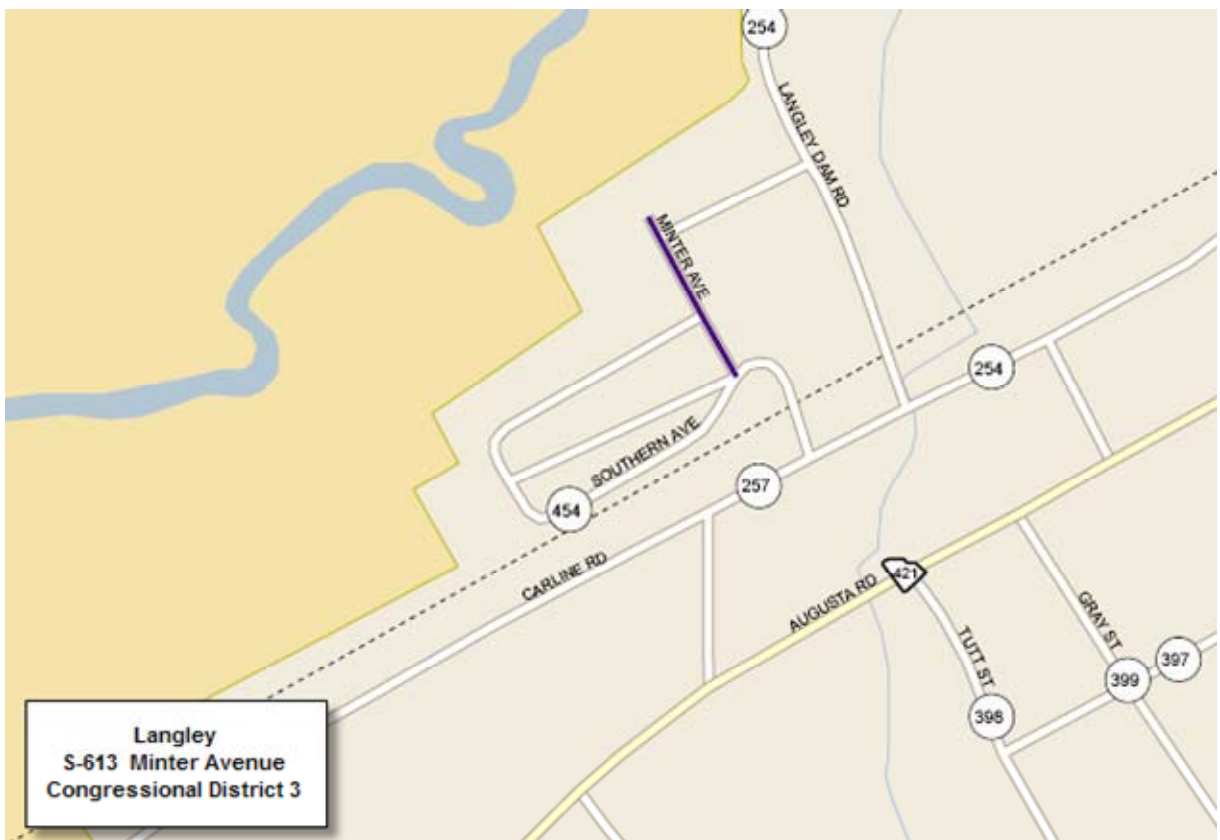 254
LANGLEY DAM RD
MINTER AVE
254
SOUTHERN AVE
257
454
CARLINE RD
421
AUGUSTA RD
GRAY ST
TUTT ST
397
399
398
Langley
S-613 Minter Avenue
Congressional District 3